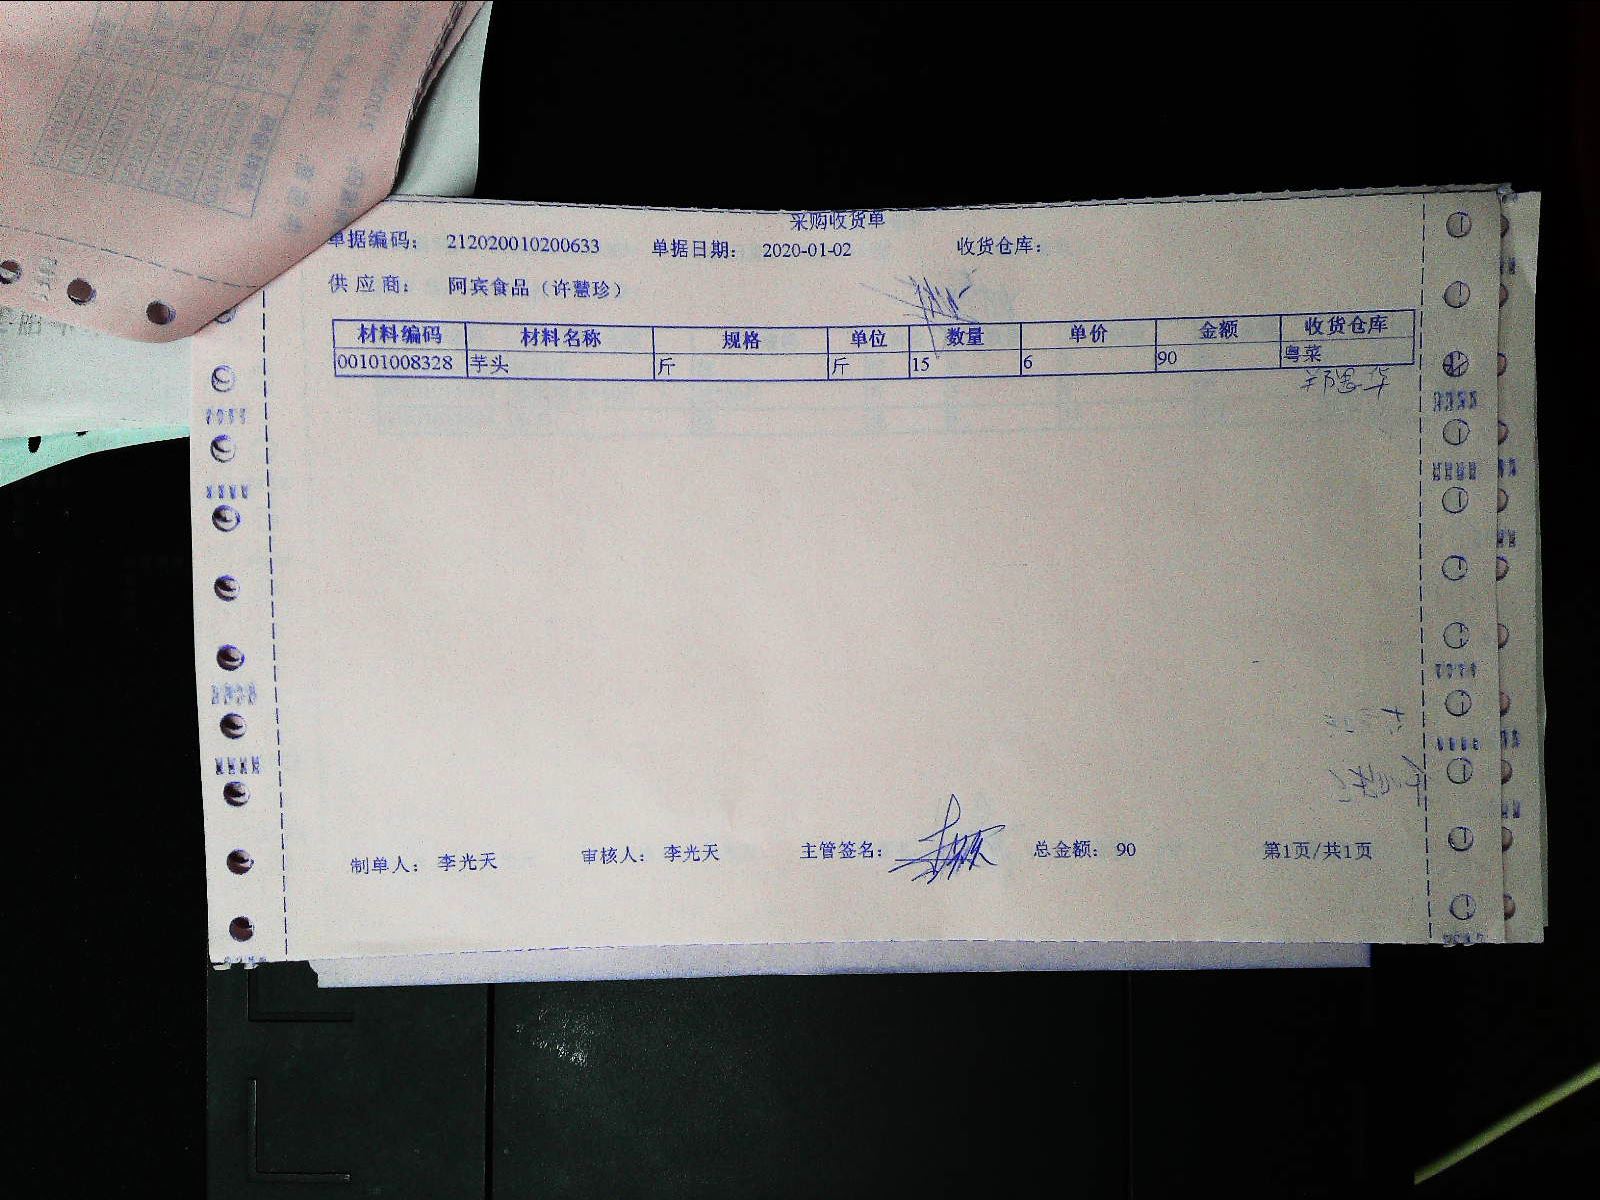 采购收货单
单据编码： 212020010200633 单据日期： 2020-01-02 收货仓库：
供 应 商： 阿宾食品（许慧珍）
材料编码 材料名称 规格 单位 数量 单价 金额 收货仓库
00101008328 芋头 斤 斤 15 6 90 粤菜
制单人： 李光天 审核人： 李光天 主管签名： 总金额： 90 第1页/共1页